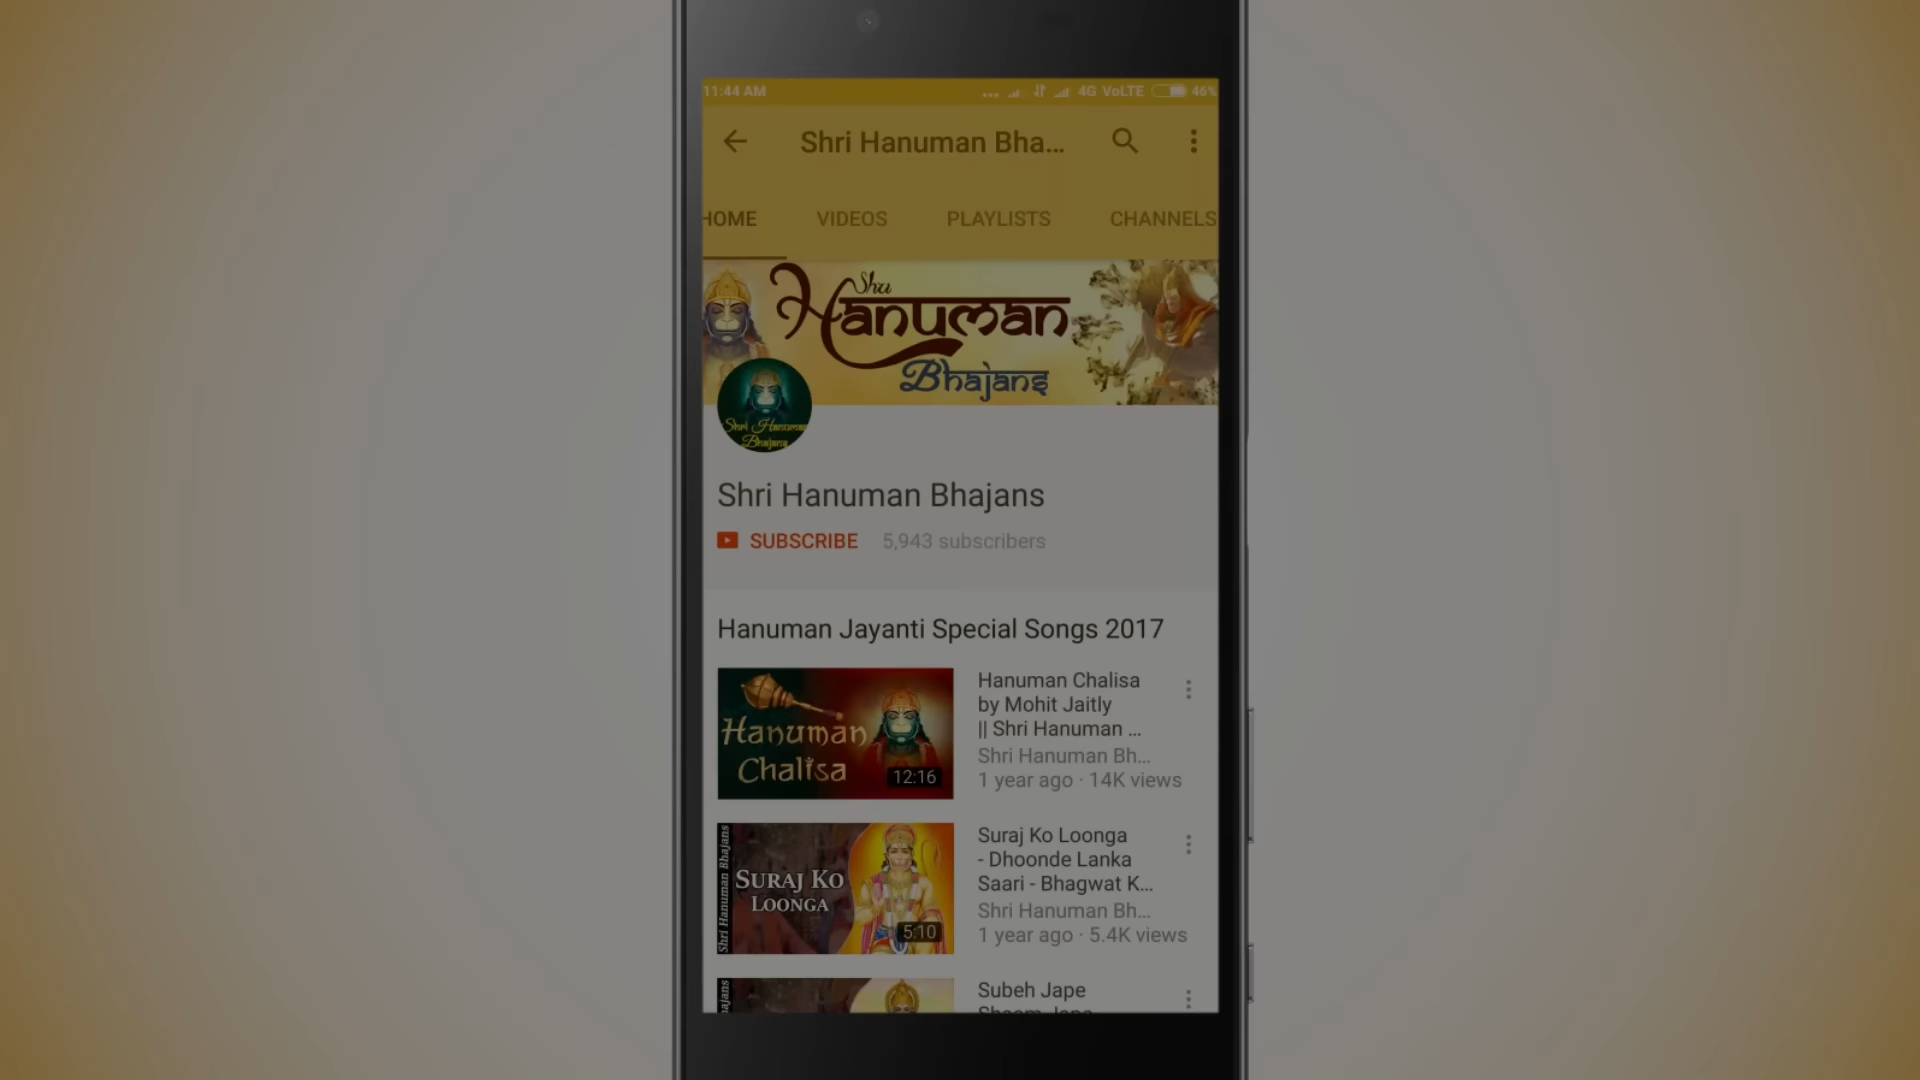 11:44 AM
4G VoLTE 46%
Shri Hanuman Bha...
HOME VIDEOS PLAYLISTS CHANNELS
Shri
Hanuman
Bhajans
Shri Hanuman
Bhajans
Shri Hanuman Bhajans
SUBSCRIBE 5,943 subscribers
Hanuman Jayanti Special Songs 2017
Hanuman
Chalisa
12:16
Hanuman Chalisa
by Mohit Jaitly
|| Shri Hanuman ...
Shri Hanuman Bh...
1 year ago · 14K views
Shri Hanuman Bhajans
SURAJ KO
LOONGA
5:10
Suraj Ko Loonga
- Dhoonde Lanka
Saari - Bhagwat K...
Shri Hanuman Bh...
1 year ago · 5.4K views
Subeh Jape